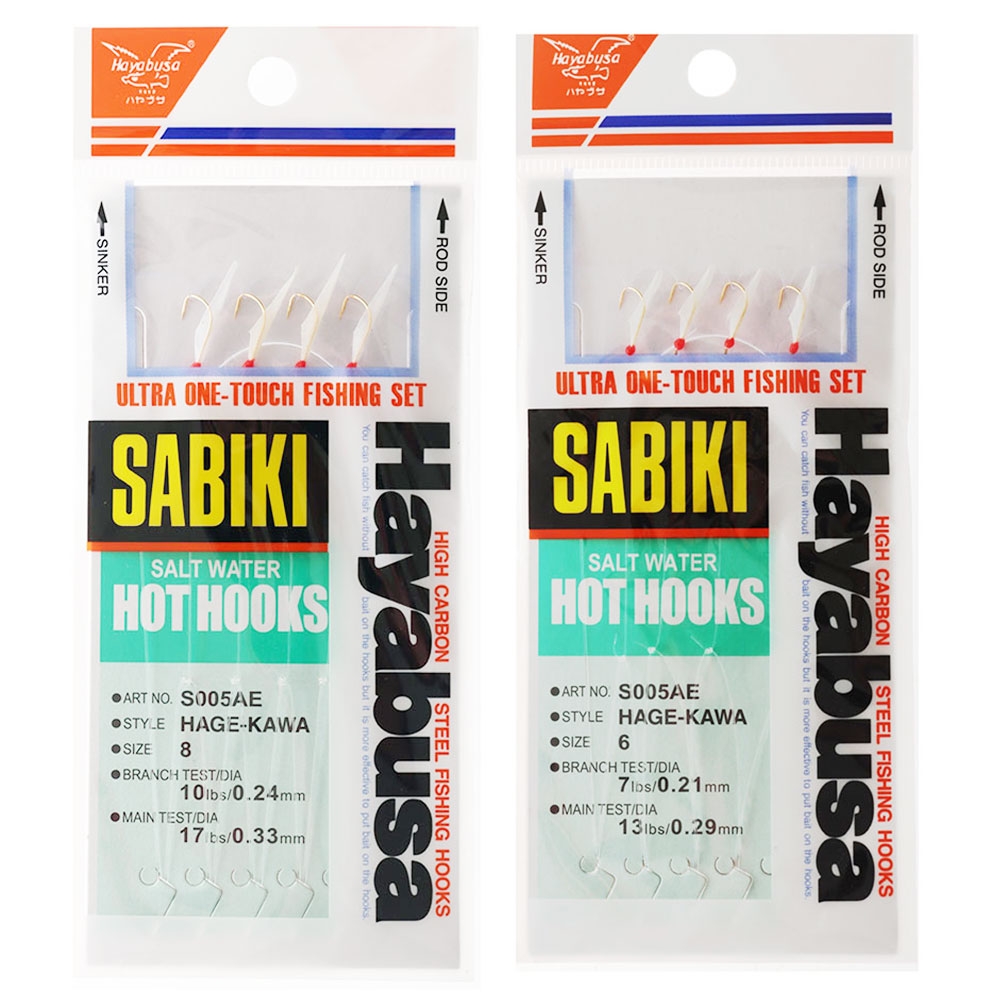 Hayabusa®
ハヤブサ
SINKER
ROD SIDE
ULTRA ONE-TOUCH FISHING SET
SABIKI
SALT WATER
HOT HOOKS
●ART NO. S005AE
●STYLE HAGE-KAWA
●SIZE 8
●BRANCH TEST/DIA
10lbs/0.24mm
●MAIN TEST/DIA
17lbs/0.33mm
Hayabusa
HIGH CARBON STEEL FISHING HOOKS
You can catch fish without bait on the hooks but it is more effective to put bait on the hooks.
Hayabusa®
ハヤブサ
SINKER
ROD SIDE
ULTRA ONE-TOUCH FISHING SET
SABIKI
SALT WATER
HOT HOOKS
●ART NO. S005AE
●STYLE HAGE-KAWA
●SIZE 6
●BRANCH TEST/DIA
7lbs/0.21mm
●MAIN TEST/DIA
13lbs/0.29mm
Hayabusa
HIGH CARBON STEEL FISHING HOOKS
You can catch fish without bait on the hooks but it is more effective to put bait on the hooks.